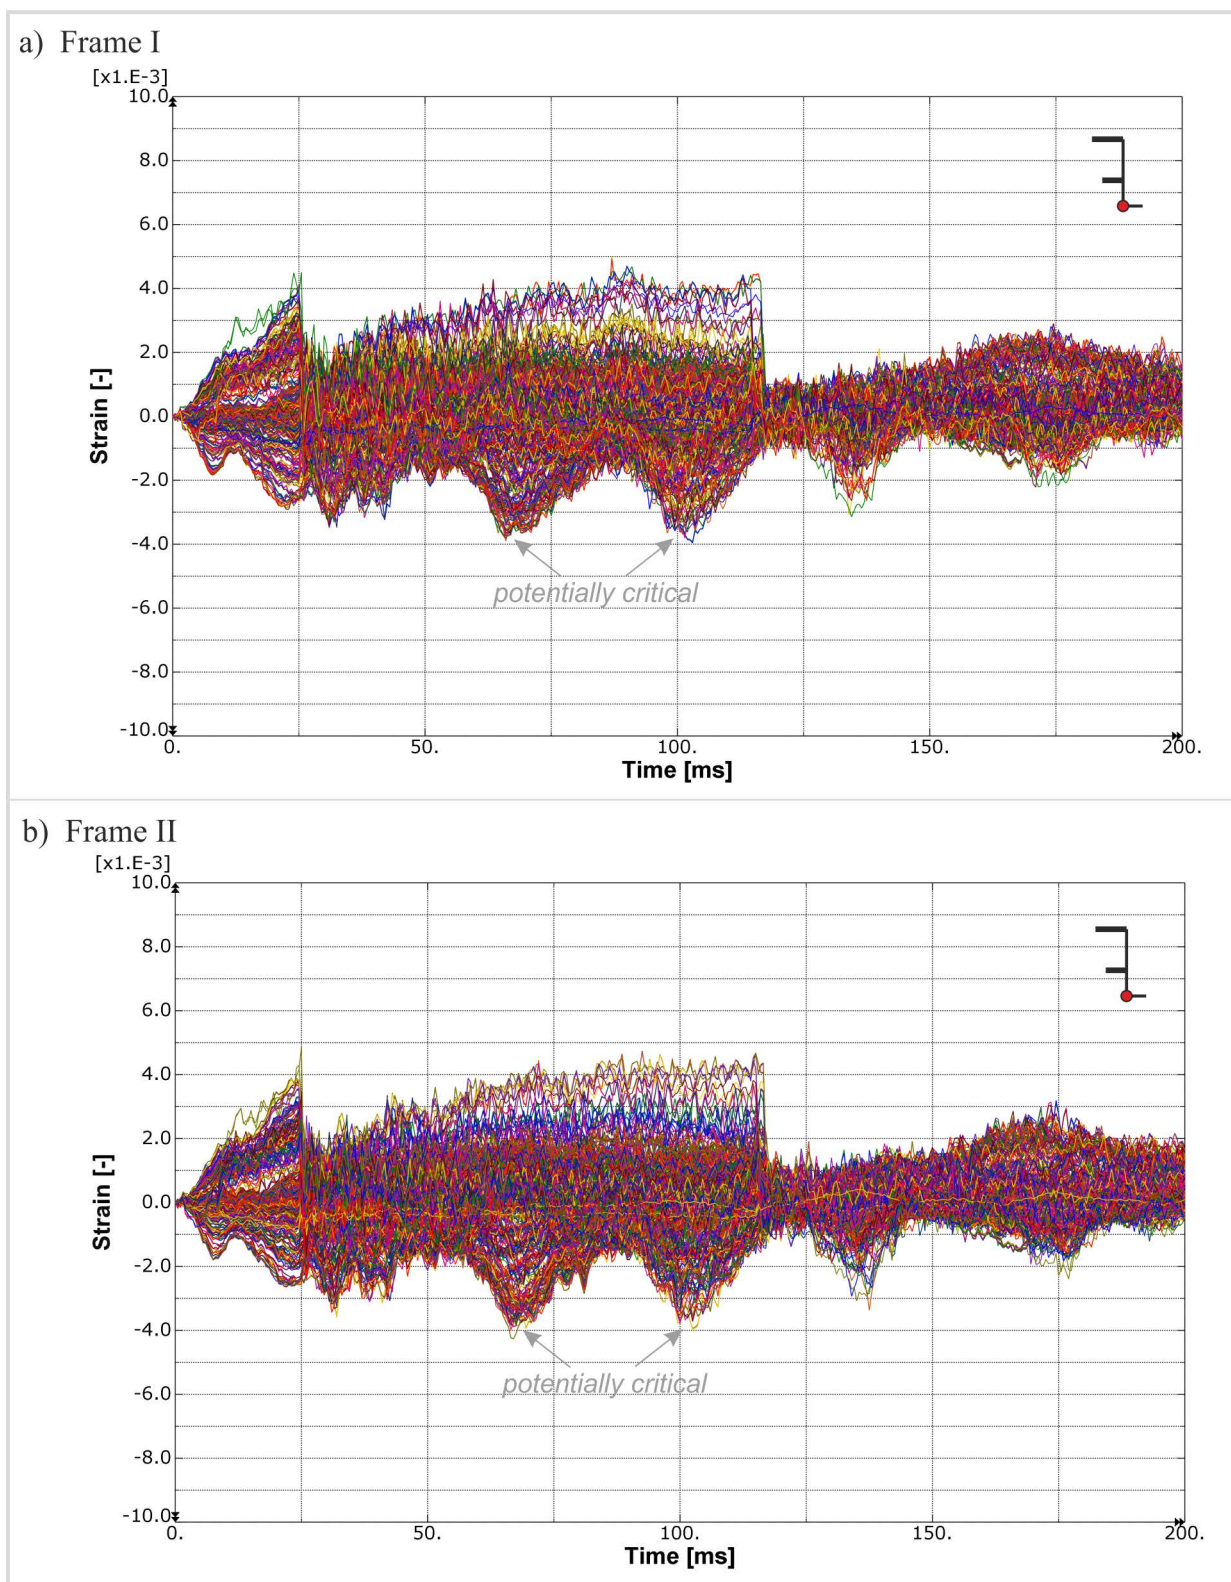 a) Frame I
[x1.E-3]
10.0
8.0
6.0
4.0
2.0
0.0
-2.0
-4.0
-6.0
-8.0
-10.0
Strain [-]
potentially critical
0. 50. 100. 150. 200.
Time [ms]
b) Frame II
[x1.E-3]
10.0
8.0
6.0
4.0
2.0
0.0
-2.0
-4.0
-6.0
-8.0
-10.0
Strain [-]
potentially critical
0. 50. 100. 150. 200.
Time [ms]